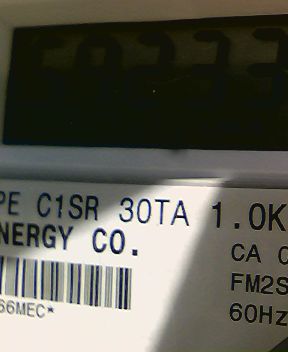 PE C1SR 30TA 1.0K
NERGY CO.
CA
FM2S
66MEC*
60Hz